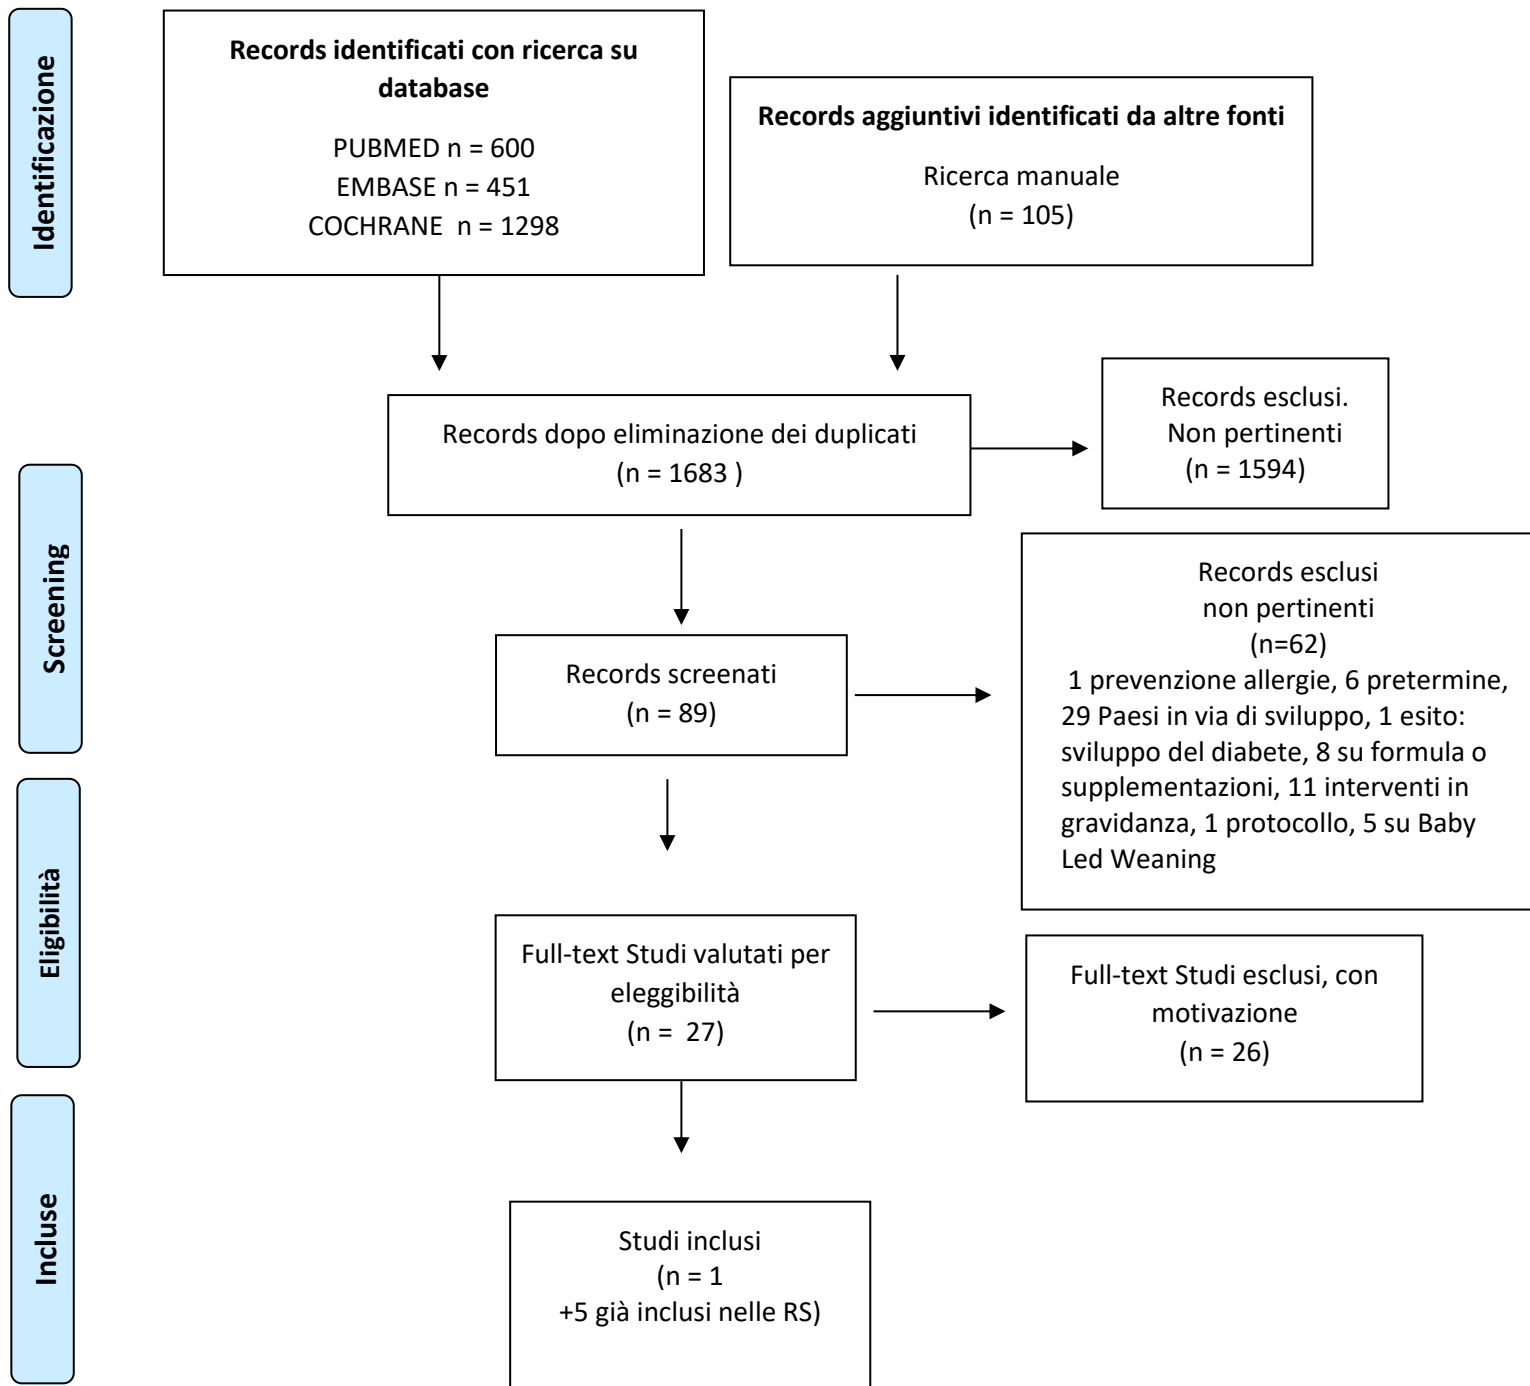 Identificazione
Records identificati con ricerca su
database
PUBMED n = 600
EMBASE n = 451
COCHRANE n = 1298
Records aggiuntivi identificati da altre fonti
Ricerca manuale
(n = 105)
Records dopo eliminazione dei duplicati
(n = 1683 )
Records esclusi.
Non pertinenti
(n = 1594)
Screening
Records screenati
(n = 89)
Records esclusi
non pertinenti
(n=62)
1 prevenzione allergie, 6 pretermine,
29 Paesi in via di sviluppo, 1 esito:
sviluppo del diabete, 8 su formula o
supplementazioni, 11 interventi in
gravidanza, 1 protocollo, 5 su Baby
Led Weaning
Eligibilità
Full-text Studi valutati per
eleggibilità
(n = 27)
Full-text Studi esclusi, con
motivazione
(n = 26)
Incluse
Studi inclusi
(n = 1
+5 già inclusi nelle RS)